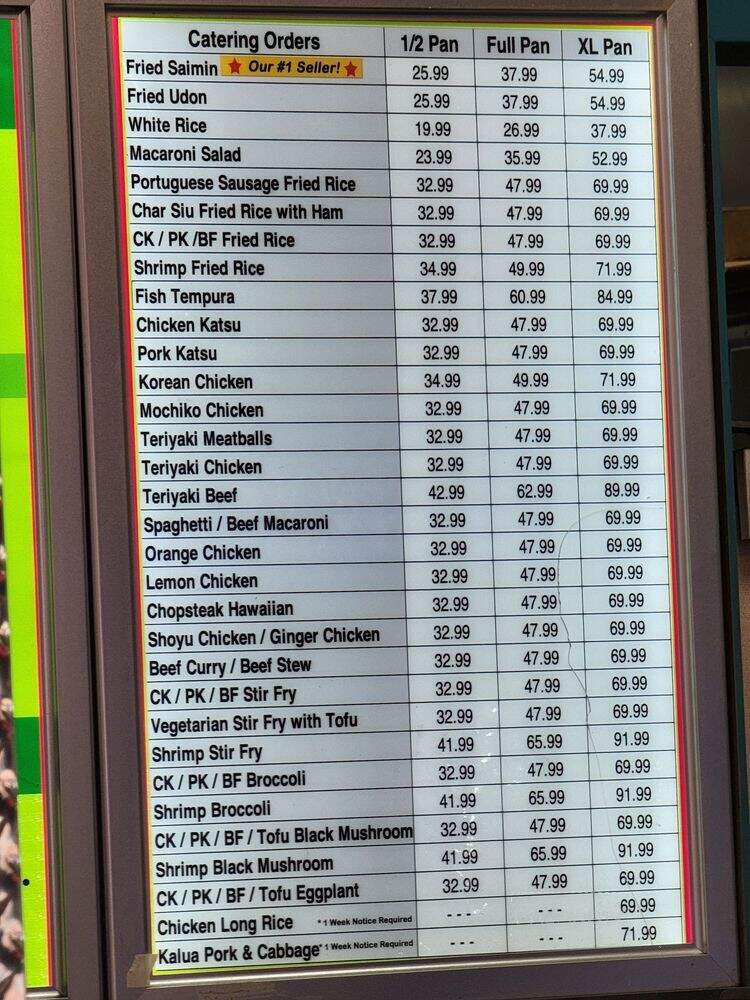 Catering Orders 1/2 Pan Full Pan XL Pan
Fried Saimin ★ Our #1 Seller! ★ 25.99 37.99 54.99
Fried Udon 25.99 37.99 54.99
White Rice 19.99 26.99 37.99
Macaroni Salad 23.99 35.99 52.99
Portuguese Sausage Fried Rice 32.99 47.99 69.99
Char Siu Fried Rice with Ham 32.99 47.99 69.99
CK / PK /BF Fried Rice 32.99 47.99 69.99
Shrimp Fried Rice 34.99 49.99 71.99
Fish Tempura 37.99 60.99 84.99
Chicken Katsu 32.99 47.99 69.99
Pork Katsu 32.99 47.99 69.99
Korean Chicken 34.99 49.99 71.99
Mochiko Chicken 32.99 47.99 69.99
Teriyaki Meatballs 32.99 47.99 69.99
Teriyaki Chicken 32.99 47.99 69.99
Teriyaki Beef 42.99 62.99 89.99
Spaghetti / Beef Macaroni 32.99 47.99 69.99
Orange Chicken 32.99 47.99 69.99
Lemon Chicken 32.99 47.99 69.99
Chopsteak Hawaiian 32.99 47.99 69.99
Shoyu Chicken / Ginger Chicken 32.99 47.99 69.99
Beef Curry / Beef Stew 32.99 47.99 69.99
CK / PK / BF Stir Fry 32.99 47.99 69.99
Vegetarian Stir Fry with Tofu 32.99 47.99 69.99
Shrimp Stir Fry 41.99 65.99 91.99
CK / PK / BF Broccoli 32.99 47.99 69.99
Shrimp Broccoli 41.99 65.99 91.99
CK / PK / BF / Tofu Black Mushroom 32.99 47.99 69.99
Shrimp Black Mushroom 41.99 65.99 91.99
CK / PK / BF / Tofu Eggplant 32.99 47.99 69.99
Chicken Long Rice * 1 Week Notice Required - - - - - - 69.99
Kalua Pork & Cabbage * 1 Week Notice Required - - - - - - 71.99